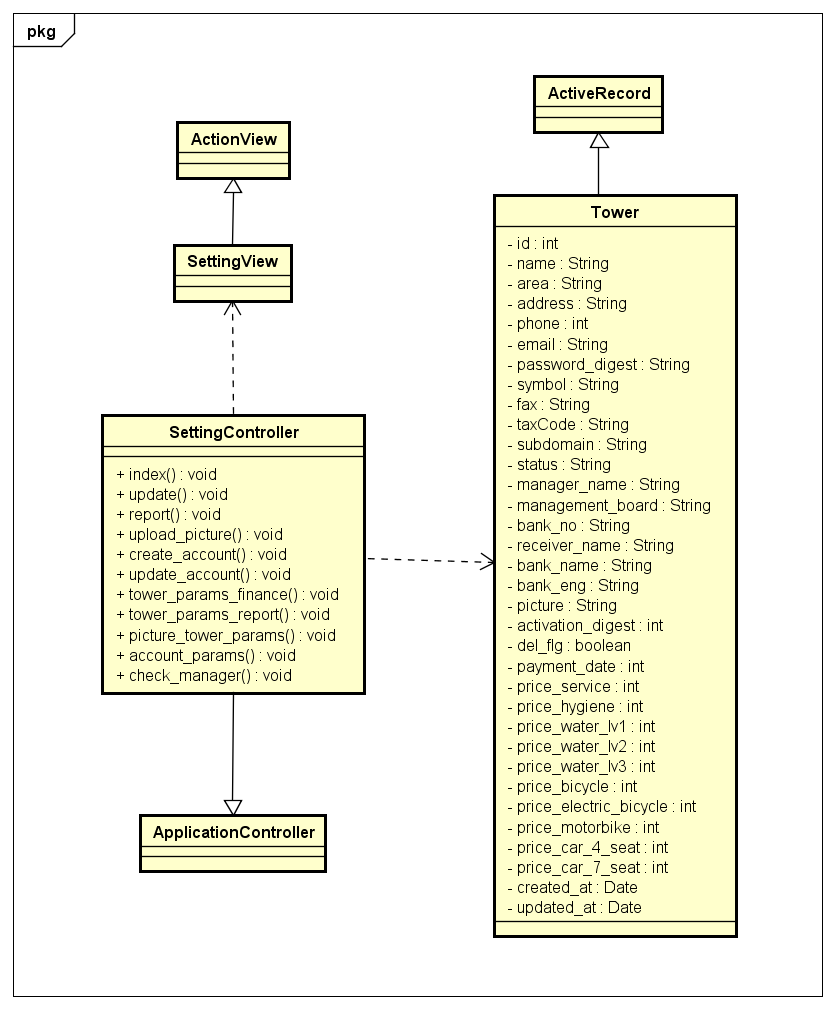 pkg
ActionView
SettingView
SettingController
+ index() : void
+ update() : void
+ report() : void
+ upload_picture() : void
+ create_account() : void
+ update_account() : void
+ tower_params_finance() : void
+ tower_params_report() : void
+ picture_tower_params() : void
+ account_params() : void
+ check_manager() : void
ApplicationController
ActiveRecord
Tower
- id : int
- name : String
- area : String
- address : String
- phone : int
- email : String
- password_digest : String
- symbol : String
- fax : String
- taxCode : String
- subdomain : String
- status : String
- manager_name : String
- management_board : String
- bank_no : String
- receiver_name : String
- bank_name : String
- bank_eng : String
- picture : String
- activation_digest : int
- del_flg : boolean
- payment_date : int
- price_service : int
- price_hygiene : int
- price_water_lv1 : int
- price_water_lv2 : int
- price_water_lv3 : int
- price_bicycle : int
- price_electric_bicycle : int
- price_motorbike : int
- price_car_4_seat : int
- price_car_7_seat : int
- created_at : Date
- updated_at : Date